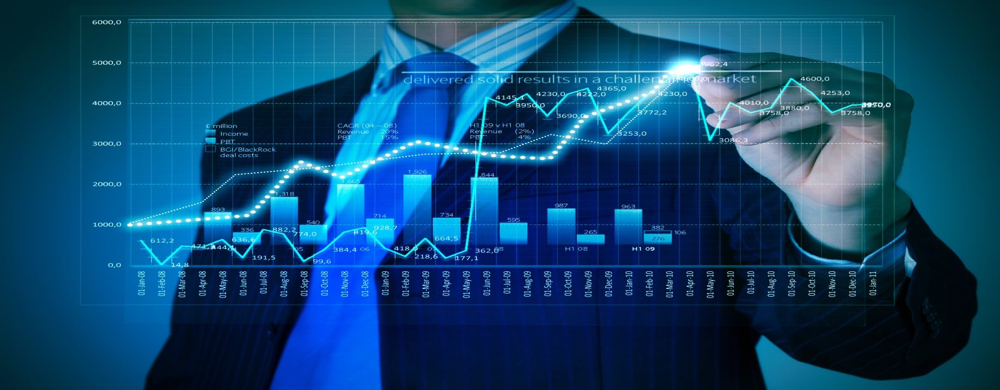 6000,0
5000,0
4000,0
3000,0
2000,0
1000,0
0,0
4962,4
delivered solid results in a market
4600,0
4600,0
4145,1
3950,0
4230,0
3690,0
4222,0
4365,0
3253,0
3772,2
4230,0
3086,3
4010,0
3758,0
3880,0
4253,0
3758,0
£ million
Income
PBT
BGI/BlackRock
deal costs
CAGR (04 – 08)
Revenue 20%
PBT 15%
H1 09 v H1 08
Revenue (2%)
PBT 4%
893
336
1,318
540
1,665
714
1,926
734
,844
595
987
265
963
382
106
276
612,2
14,8
471,3
444,1
636,6
191,5
882,2
774,0
99,6
384,4
819,6
928,7
418,0
218,6
664,5
177,1
362,0
05
06
08
H1 08
H1 09
01-Jan-08
01-Feb-08
01-Mar-08
01-Apr-08
01-May-08
01-Jun-08
01-Jul-08
01-Aug-08
01-Sep-08
01-Oct-08
01-Nov-08
01-Dec-08
01-Jan-09
01-Feb-09
01-Mar-09
01-Apr-09
01-May-09
01-Jun-09
01-Jul-09
01-Aug-09
01-Sep-09
01-Oct-09
01-Nov-09
01-Dec-09
01-Jan-10
01-Feb-10
01-Mar-10
01-Apr-10
01-May-10
01-Jun-10
01-Jul-10
01-Aug-10
01-Sep-10
01-Oct-10
01-Nov-10
01-Dec-10
01-Jan-11